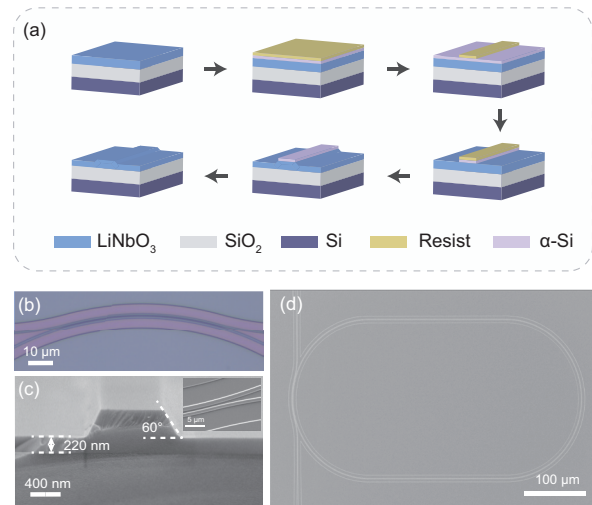 (a)
LiNbO₃ SiO₂ Si Resist α-Si
(b)
10 µm
(c)
5 µm
60°
220 nm
400 nm
(d)
100 µm